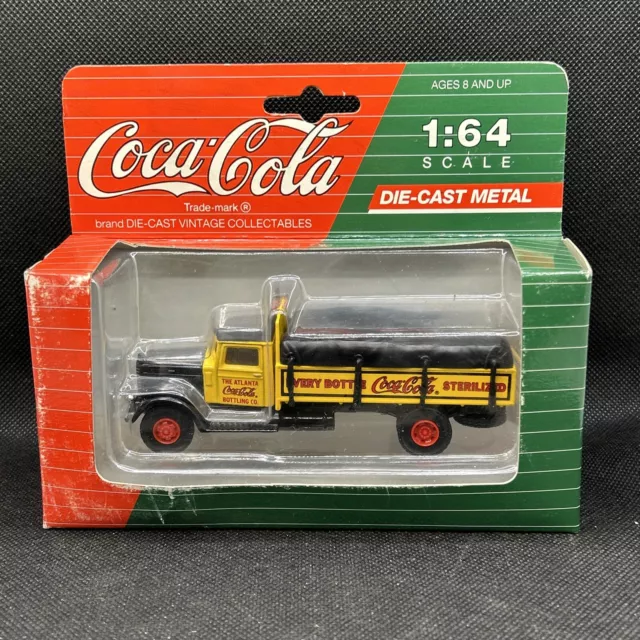 AGES 8 AND UP
Coca-Cola
Trade-mark ®
brand DIE-CAST VINTAGE COLLECTABLES
1:64
SCALE
DIE-CAST METAL
THE ATLANTA
Coca-Cola
BOTTLING CO.
VERY BOTTLE Coca-Cola® STERILIZED